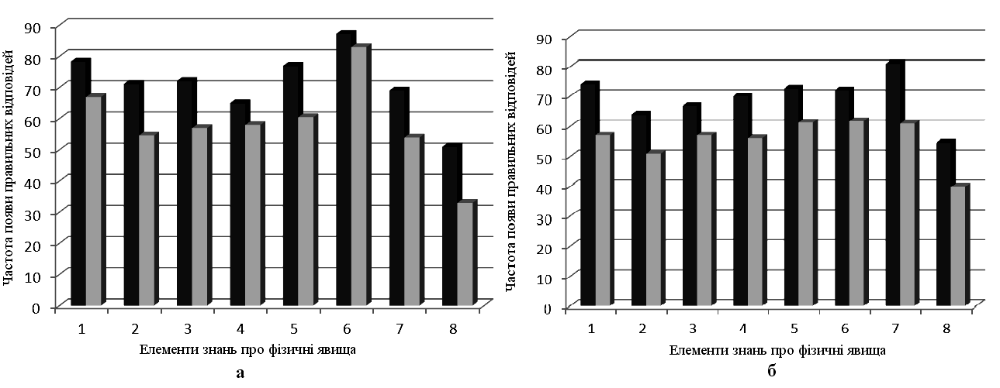 Частота появи правильних відповідей
90
80
70
60
50
40
30
20
10
0
1 2 3 4 5 6 7 8
Елементи знань про фізичні явища
а
Частота появи правильних відповідей
90
80
70
60
50
40
30
20
10
0
1 2 3 4 5 6 7 8
Елементи знань про фізичні явища
б